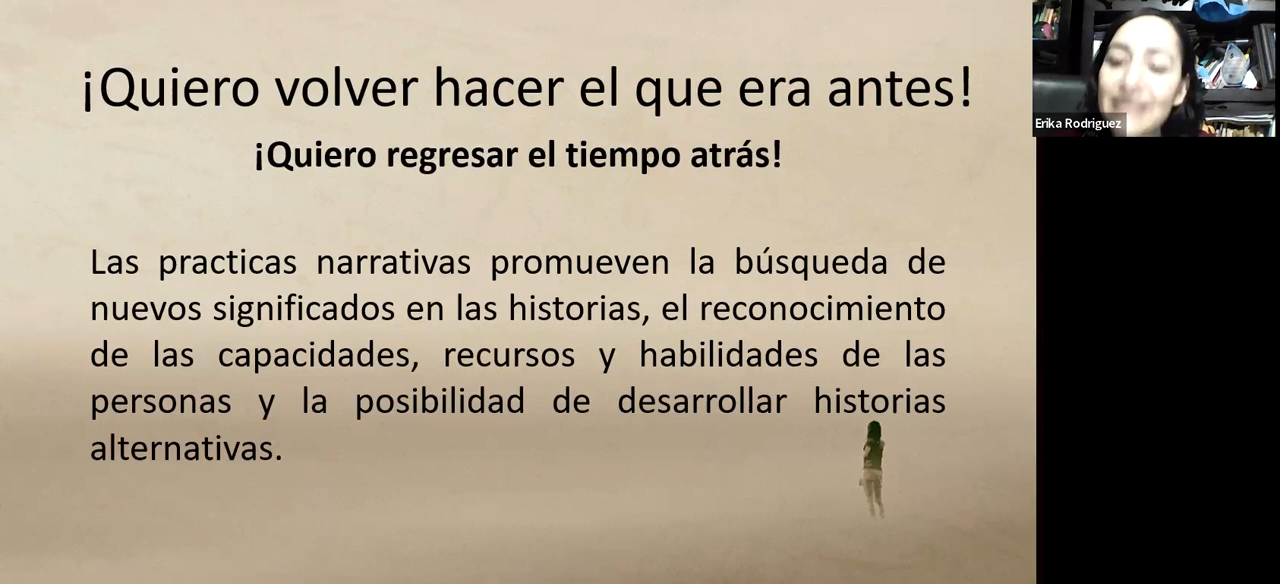 ¡Quiero volver hacer el que era antes!
¡Quiero regresar el tiempo atrás!
Las practicas narrativas promueven la búsqueda de
nuevos significados en las historias, el reconocimiento
de las capacidades, recursos y habilidades de las
personas y la posibilidad de desarrollar historias
alternativas.
Erika Rodriguez